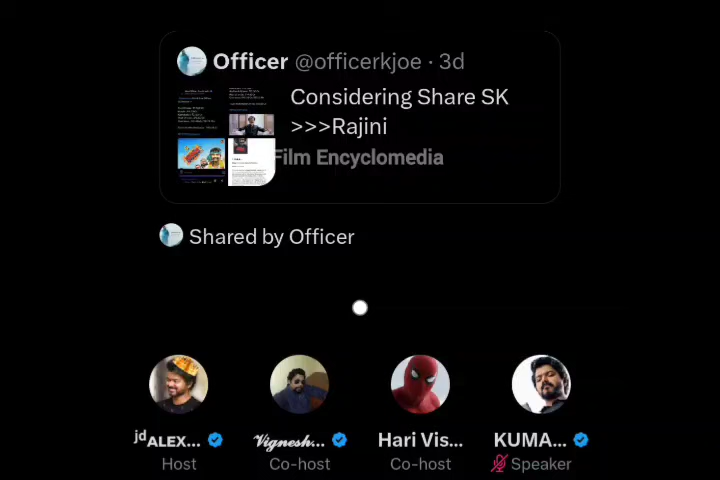 Officer @officerkjoe · 3d
Considering Share SK
>>>Rajini
Film Encyclomedia
Shared by Officer
jdALEX... 𝓥𝓲𝓰𝓷𝓮𝓼𝓱... Hari Vis... KUMA...
Host Co-host Co-host Speaker